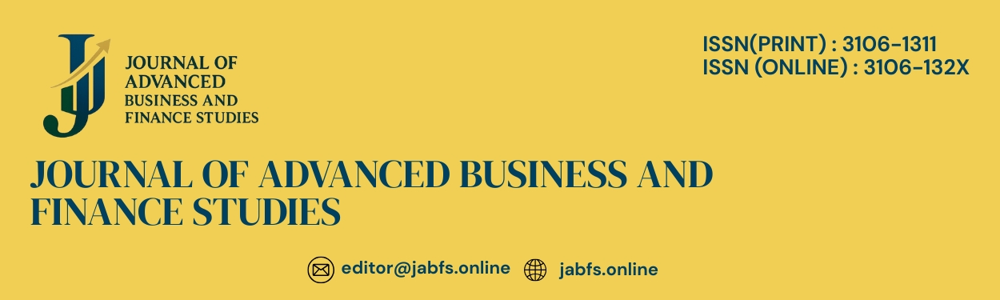 JOURNAL OF
ADVANCED
BUSINESS AND
FINANCE STUDIES
ISSN(PRINT) : 3106-1311
ISSN (ONLINE) : 3106-132X
JOURNAL OF ADVANCED BUSINESS AND
FINANCE STUDIES
editor@jabfs.online
jabfs.online